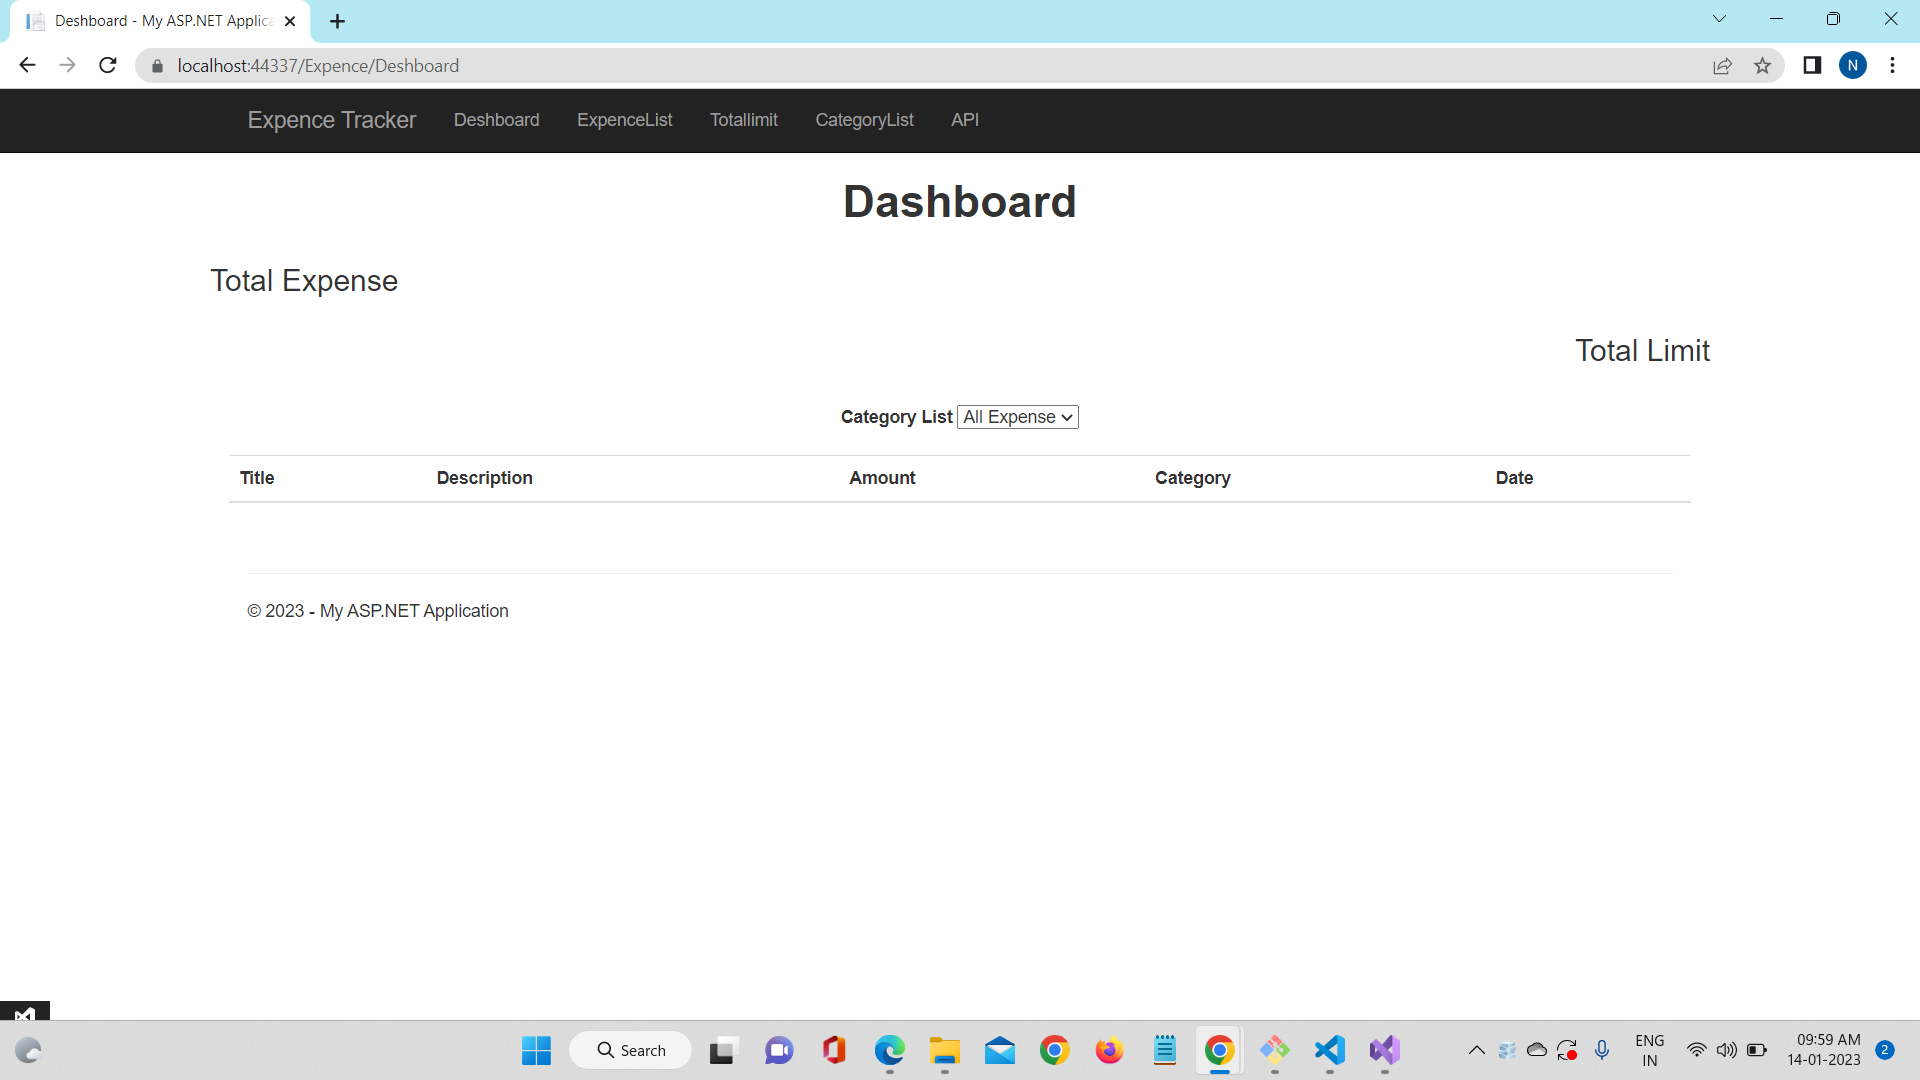 Deshboard - My ASP.NET Applica
localhost:44337/Expence/Deshboard
N
Expence Tracker Deshboard ExpenceList Totallimit CategoryList API
Dashboard
Total Expense
Total Limit
Category List All Expense
Title Description Amount Category Date
© 2023 - My ASP.NET Application
Search
ENG
IN
09:59 AM
14-01-2023
2